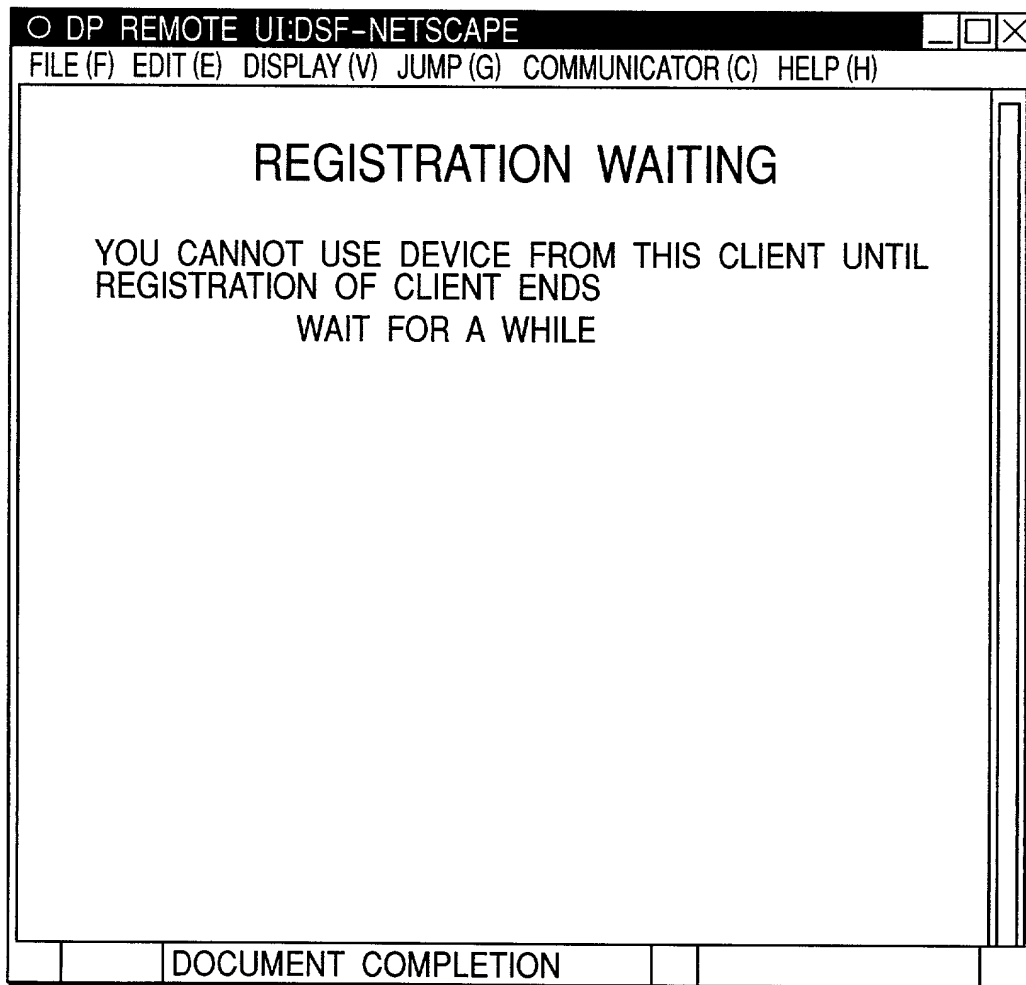 DP REMOTE UI:DSF-NETSCAPE
FILE (F) EDIT (E) DISPLAY (V) JUMP (G) COMMUNICATOR (C) HELP (H)
REGISTRATION WAITING
YOU CANNOT USE DEVICE FROM THIS CLIENT UNTIL
REGISTRATION OF CLIENT ENDS
WAIT FOR A WHILE
DOCUMENT COMPLETION